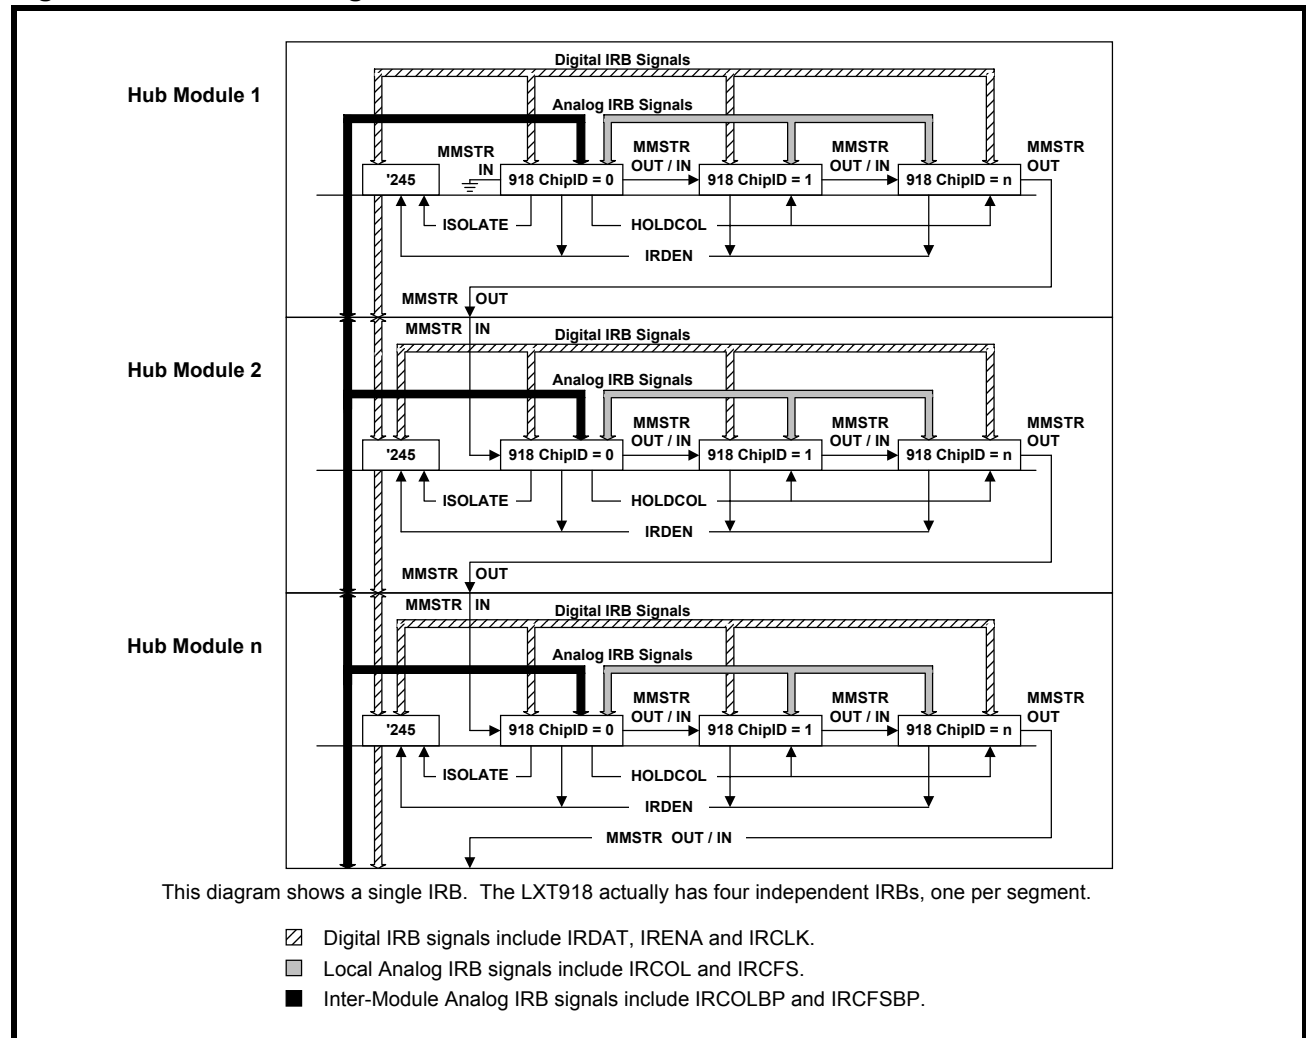 Digital IRB Signals
Hub Module 1
Analog IRB Signals
MMSTR IN
MMSTR OUT / IN
MMSTR OUT / IN
MMSTR OUT
'245
918 ChipID = 0
918 ChipID = 1
918 ChipID = n
ISOLATE
HOLDCOL
IRDEN
MMSTR OUT
MMSTR IN
Digital IRB Signals
Hub Module 2
Analog IRB Signals
MMSTR OUT / IN
MMSTR OUT / IN
MMSTR OUT
'245
918 ChipID = 0
918 ChipID = 1
918 ChipID = n
ISOLATE
HOLDCOL
IRDEN
MMSTR OUT
MMSTR IN
Digital IRB Signals
Hub Module n
Analog IRB Signals
MMSTR OUT / IN
MMSTR OUT / IN
MMSTR OUT
'245
918 ChipID = 0
918 ChipID = 1
918 ChipID = n
ISOLATE
HOLDCOL
IRDEN
MMSTR OUT / IN
This diagram shows a single IRB. The LXT918 actually has four independent IRBs, one per segment.
Digital IRB signals include IRDAT, IRENA and IRCLK.
Local Analog IRB signals include IRCOL and IRCFS.
Inter-Module Analog IRB signals include IRCOLBP and IRCFSBP.